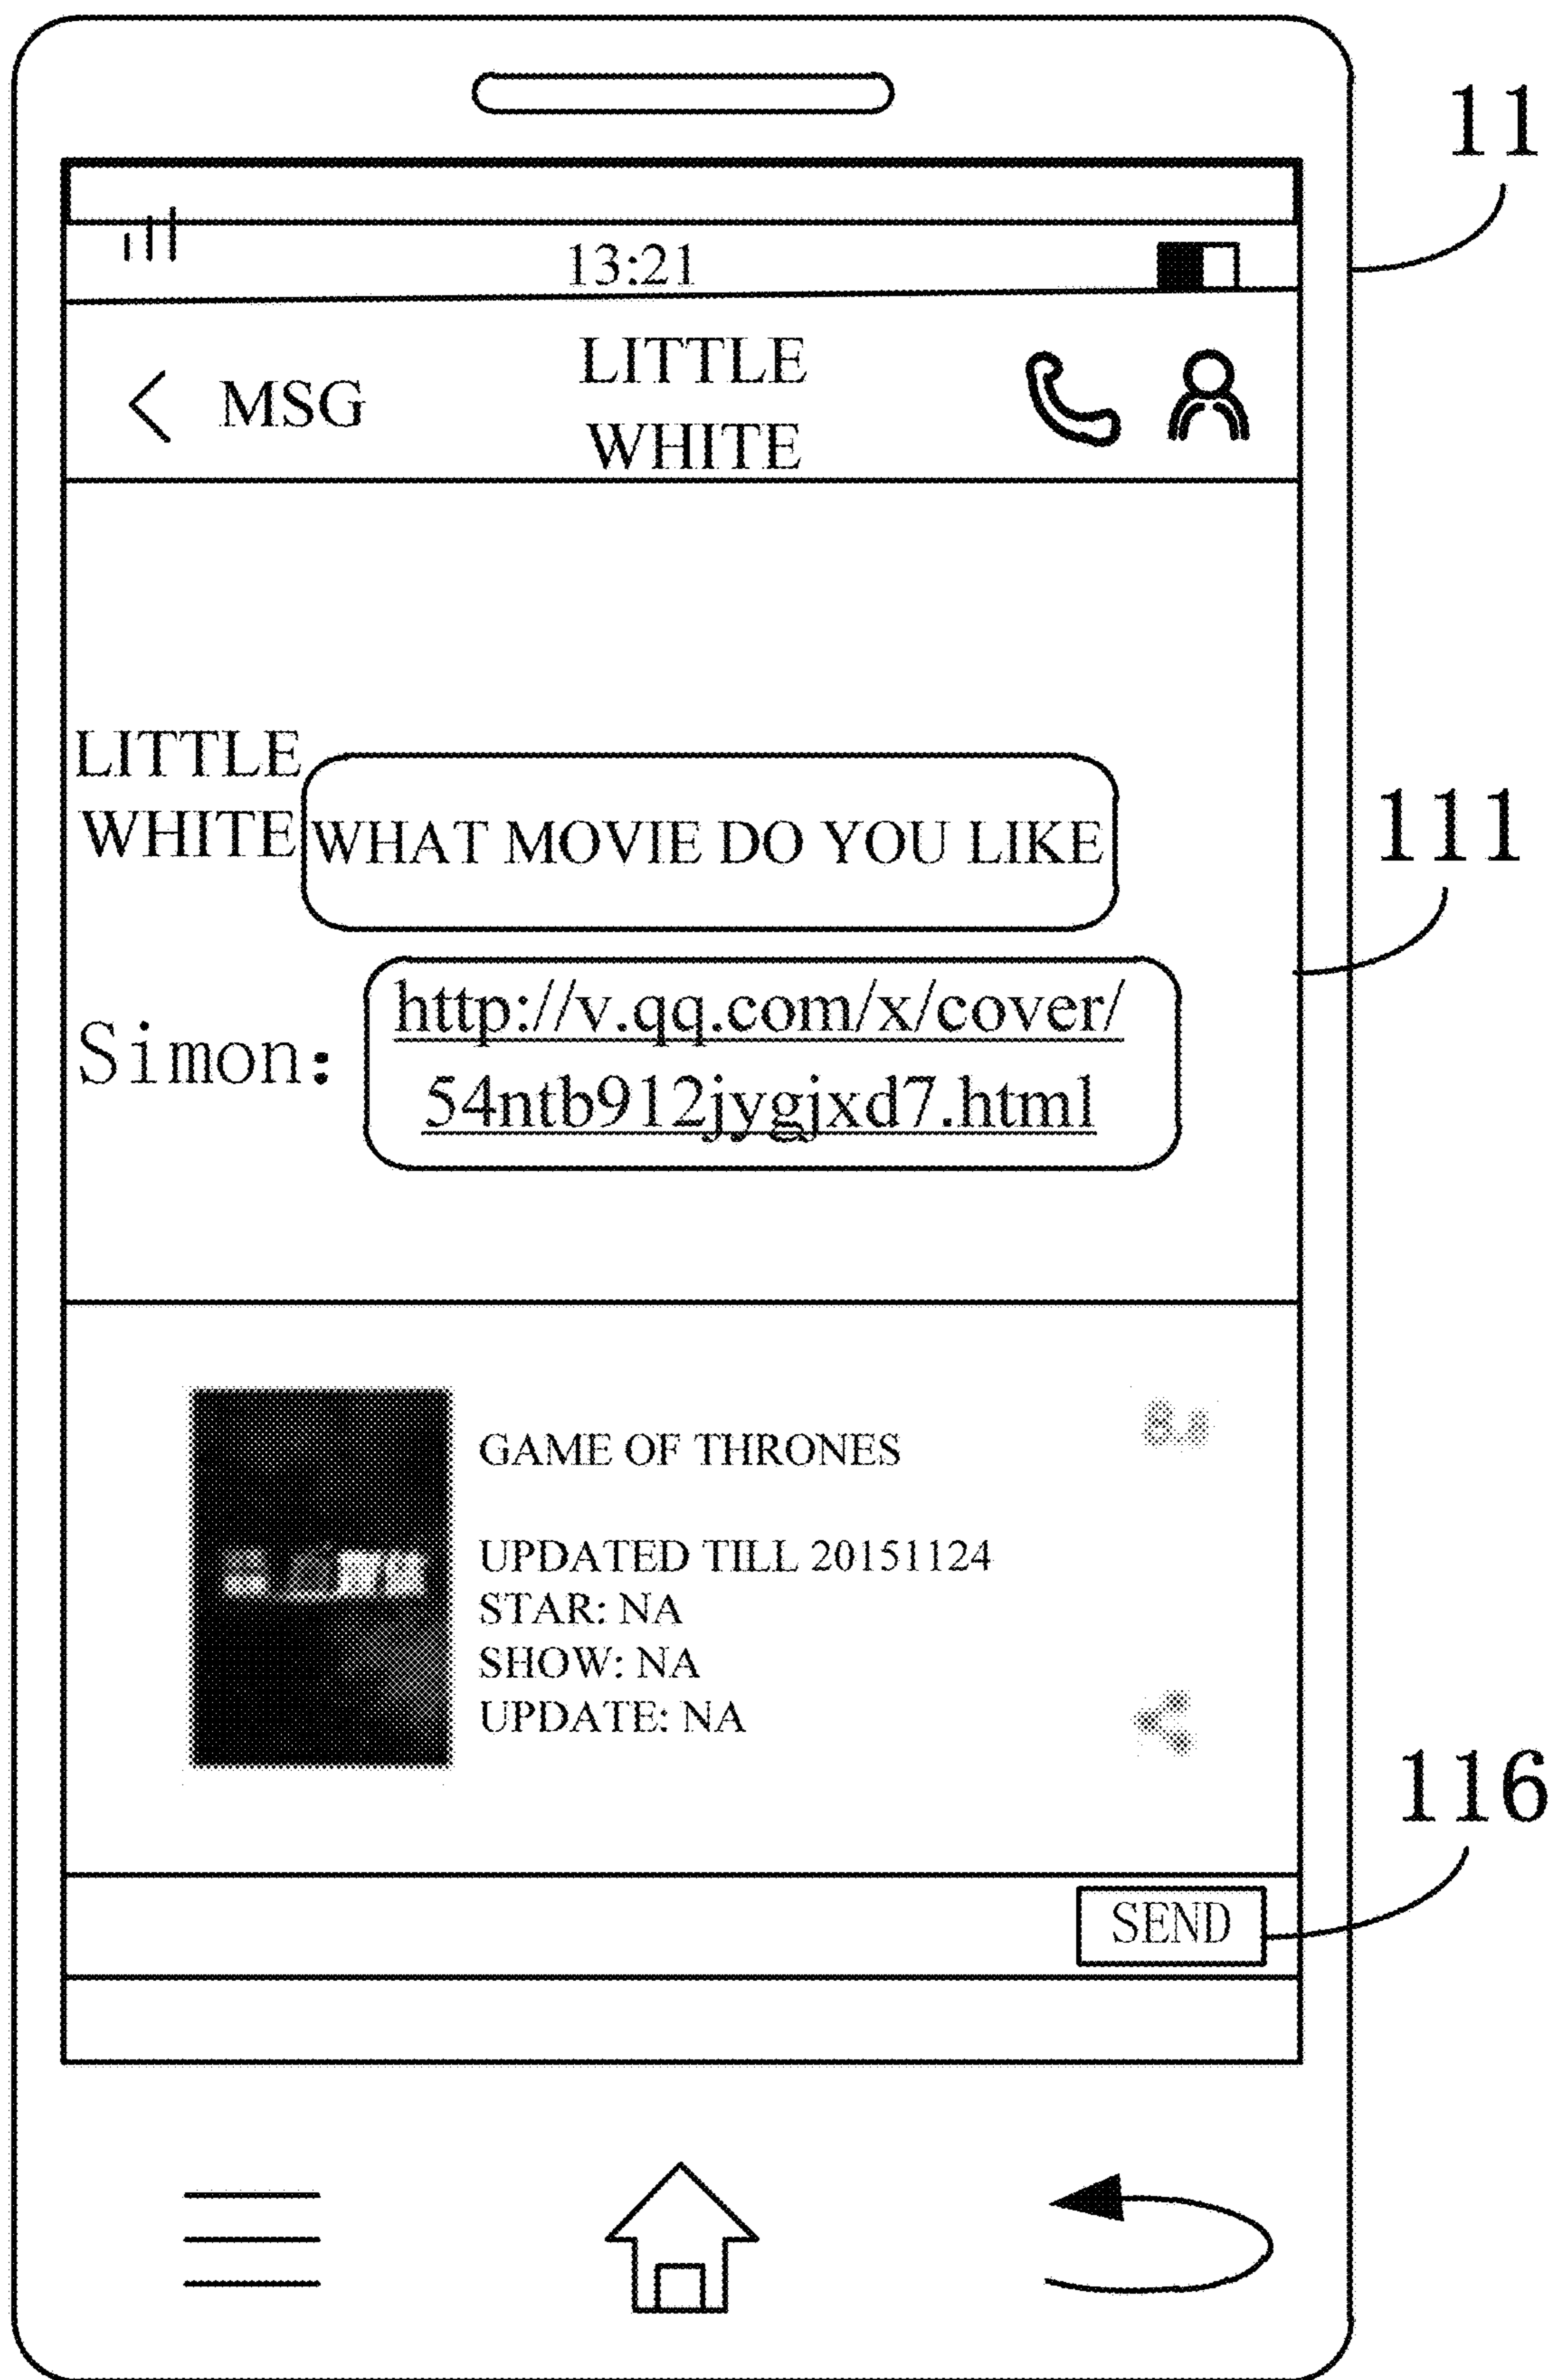 11
13:21
< MSG
LITTLE
WHITE
LITTLE
WHITE
WHAT MOVIE DO YOU LIKE
111
Simon:
http://v.qq.com/x/cover/
54ntb912jygjxd7.html
GAME OF THRONES
UPDATED TILL 20151124
STAR: NA
SHOW: NA
UPDATE: NA
116
SEND